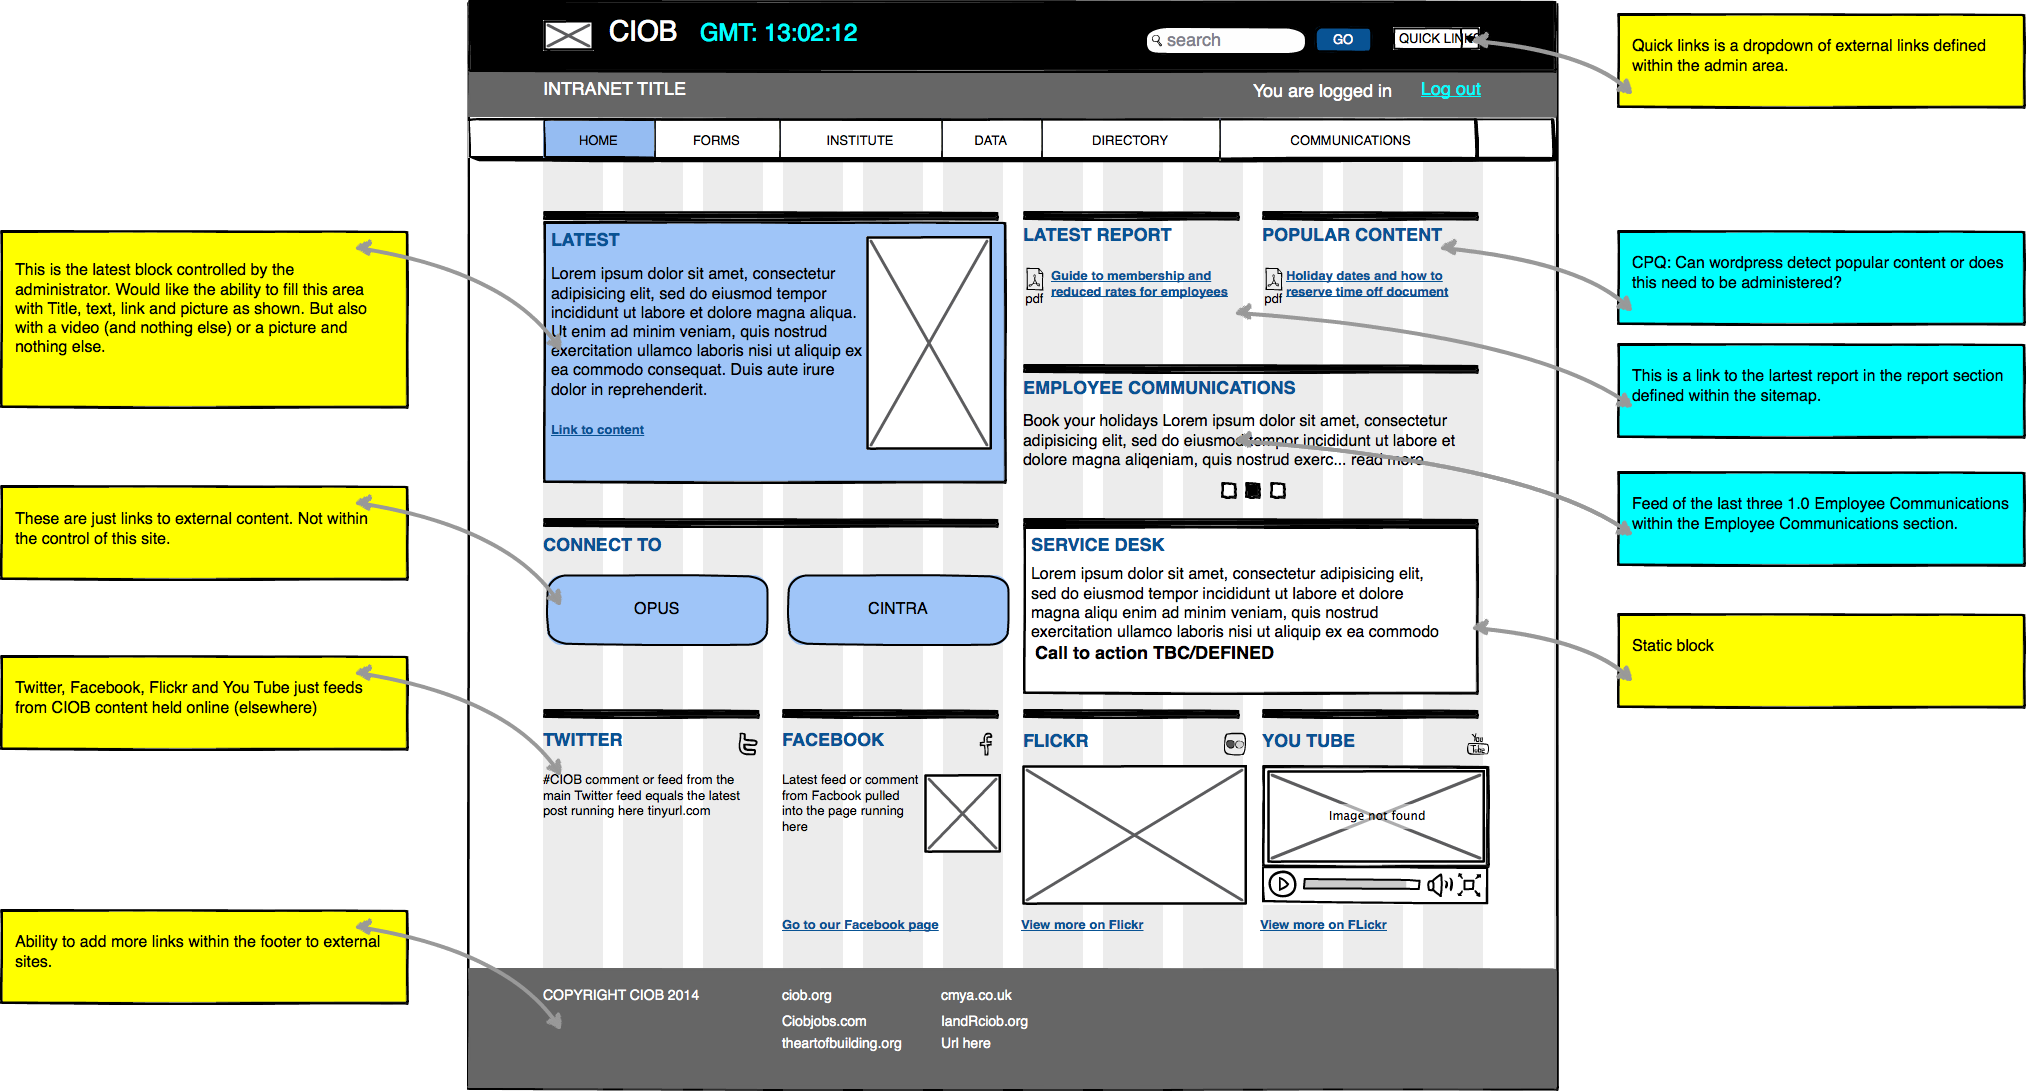 CIOB
GMT: 13:02:12
search
GO
QUICK LIN
INTRANET TITLE
You are logged in
Log out
HOME
FORMS
INSTITUTE
DATA
DIRECTORY
COMMUNICATIONS
LATEST
Lorem ipsum dolor sit amet, consectetur
adipisicing elit, sed do eiusmod tempor
incididunt ut labore et dolore magna aliqua.
Ut enim ad minim veniam, quis nostrud
exercitation ullamco laboris nisi ut aliquip ex
ea commodo consequat. Duis aute irure
dolor in reprehenderit.
Link to content
LATEST REPORT
pdf
Guide to membership and
reduced rates for employees
POPULAR CONTENT
pdf
Holiday dates and how to
reserve time off document
EMPLOYEE COMMUNICATIONS
Book your holidays Lorem ipsum dolor sit amet, consectetur
adipisicing elit, sed do eiusmod tempor incididunt ut labore et
dolore magna aliqeniam, quis nostrud exerc... read more
CONNECT TO
OPUS
CINTRA
SERVICE DESK
Lorem ipsum dolor sit amet, consectetur adipisicing elit,
sed do eiusmod tempor incididunt ut labore et dolore
magna aliqu enim ad minim veniam, quis nostrud
exercitation ullamco laboris nisi ut aliquip ex ea commodo
Call to action TBC/DEFINED
TWITTER
#CIOB comment or feed from the
main Twitter feed equals the latest
post running here tinyurl.com
FACEBOOK
Latest feed or comment
from Facbook pulled
into the page running
here
Go to our Facebook page
FLICKR
View more on Flickr
YOU TUBE
You
Tube
Image not found
View more on FLickr
COPYRIGHT CIOB 2014
ciob.org
Ciobjobs.com
theartofbuilding.org
cmya.co.uk
IandRciob.org
Url here
This is the latest block controlled by the
administrator. Would like the ability to fill this area
with Title, text, link and picture as shown. But also
with a video (and nothing else) or a picture and
nothing else.
These are just links to external content. Not within
the control of this site.
Twitter, Facebook, Flickr and You Tube just feeds
from CIOB content held online (elsewhere)
Ability to add more links within the footer to external
sites.
Quick links is a dropdown of external links defined
within the admin area.
CPQ: Can wordpress detect popular content or does
this need to be administered?
This is a link to the lartest report in the report section
defined within the sitemap.
Feed of the last three 1.0 Employee Communications
within the Employee Communications section.
Static block